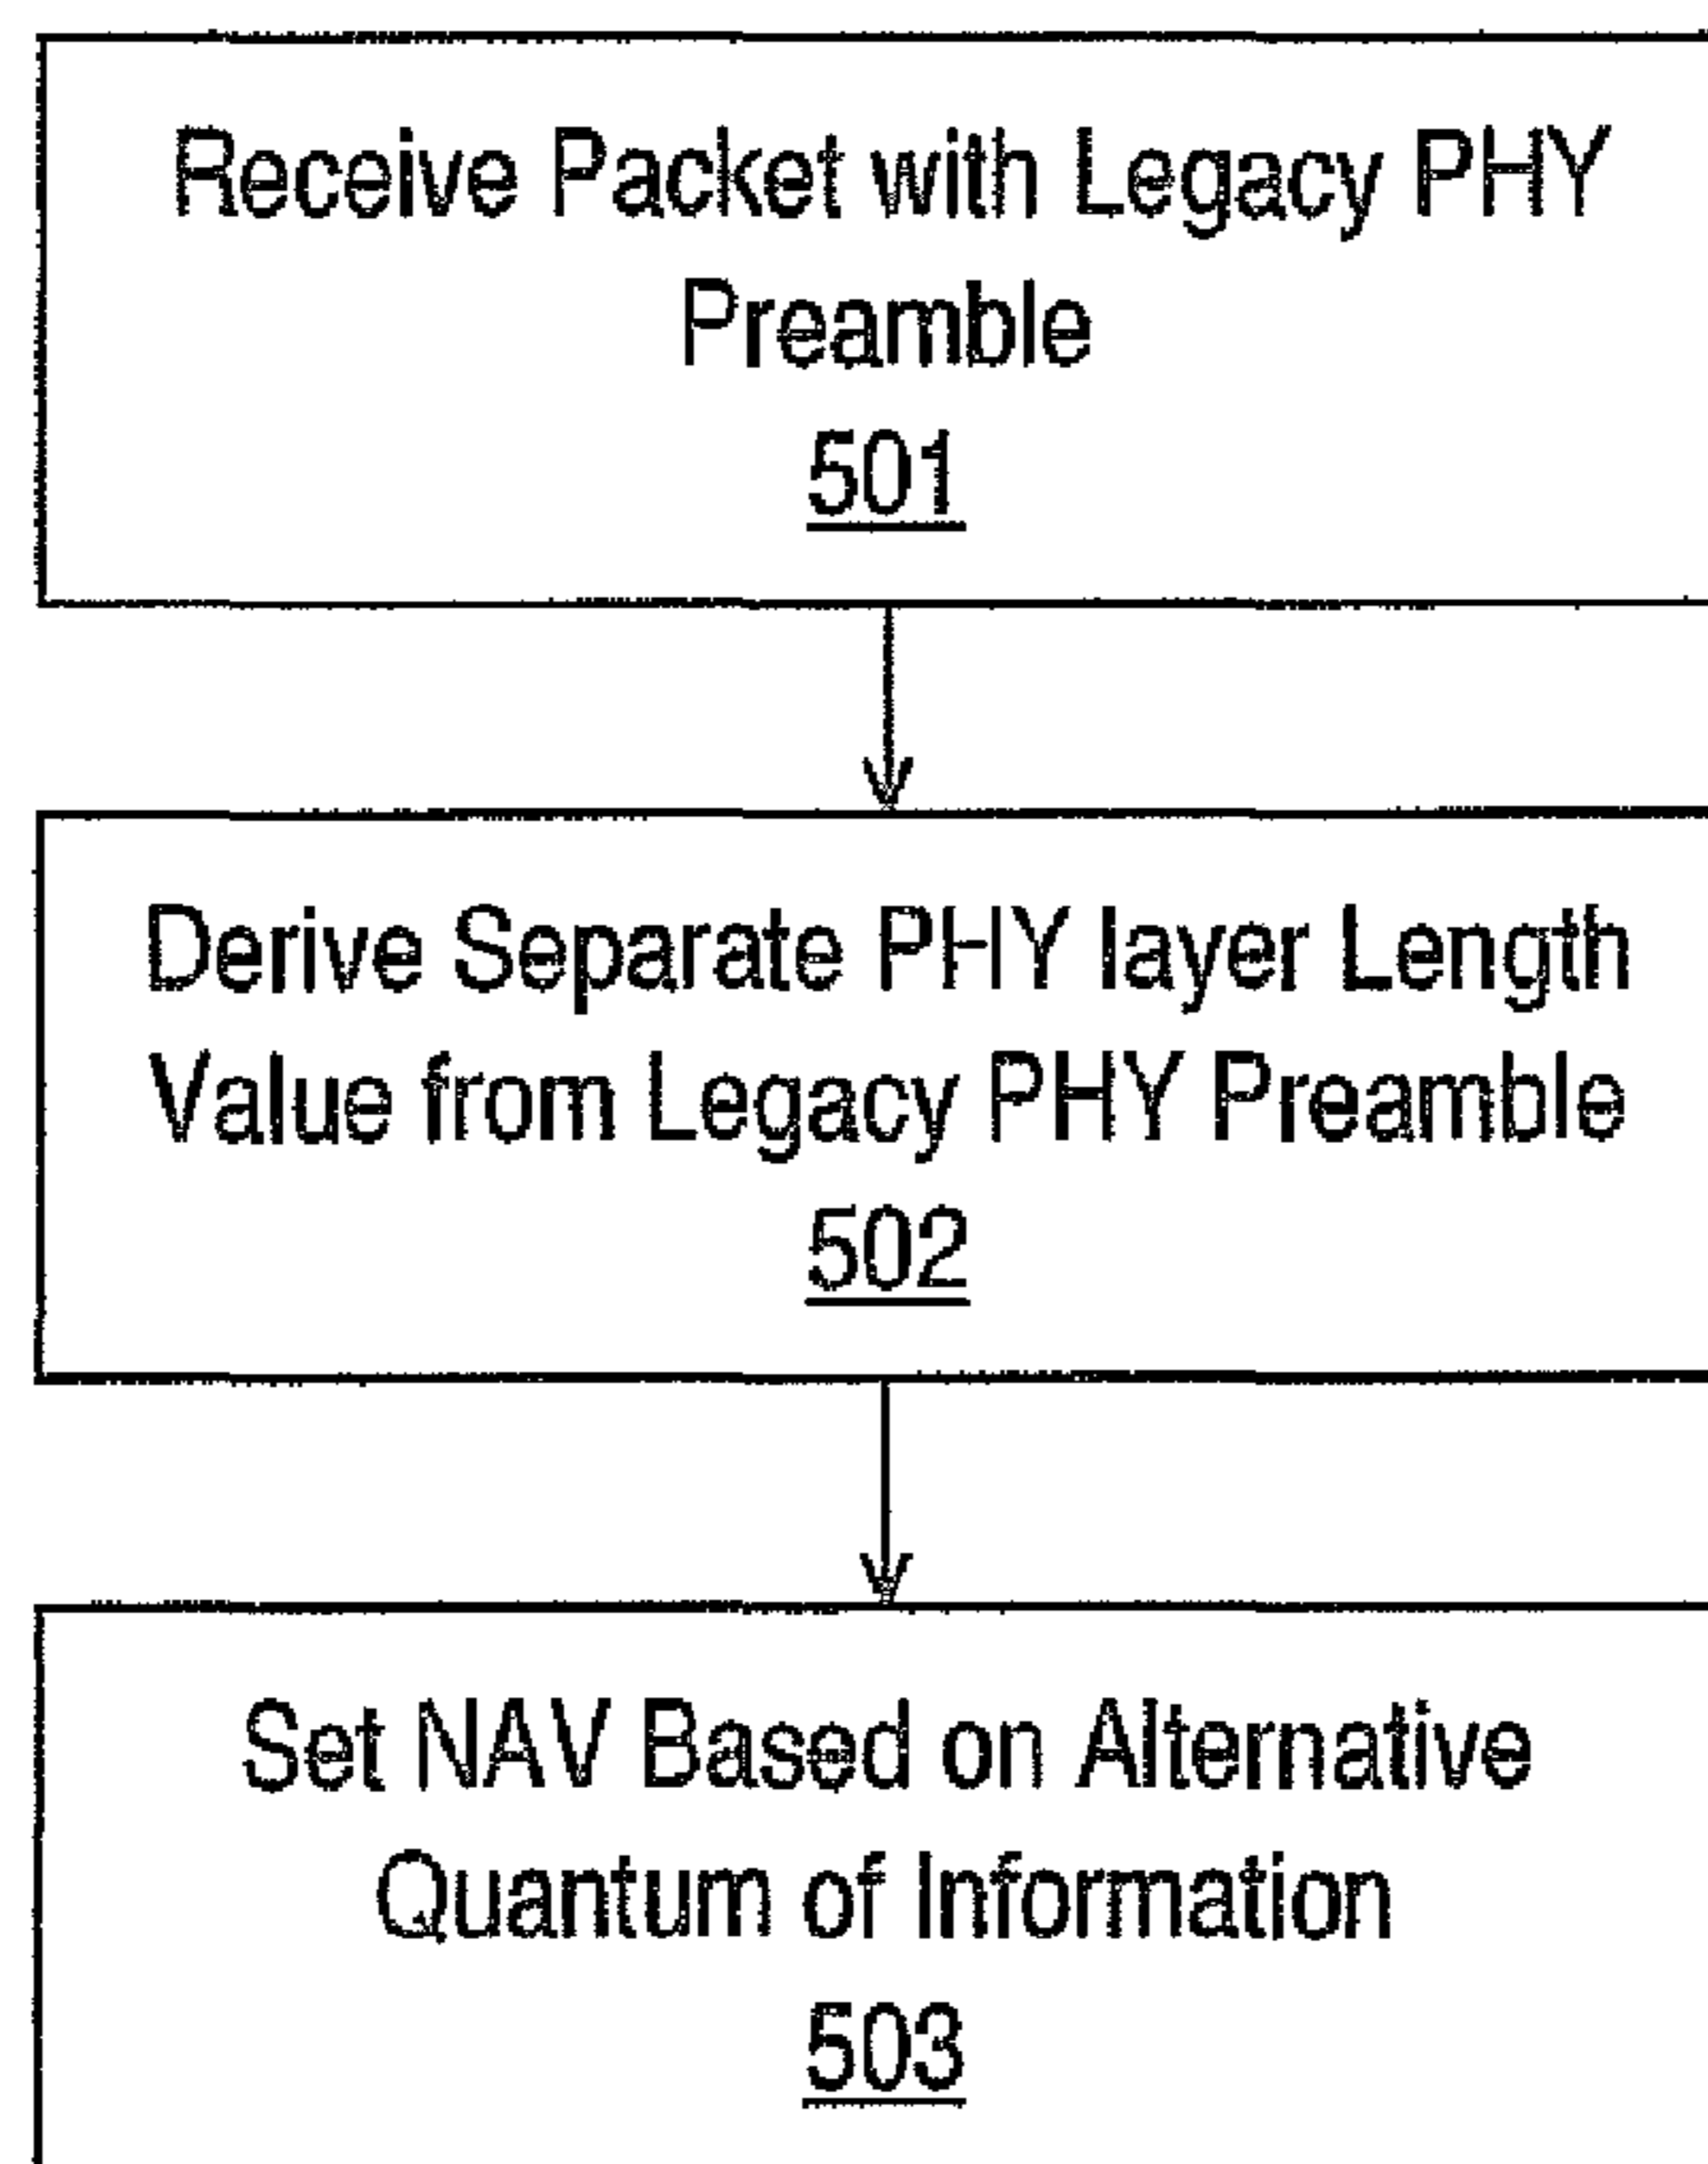 Receive Packet with Legacy PHY
Preamble
501
Derive Separate PHY layer Length
Value from Legacy PHY Preamble
502
Set NAV Based on Alternative
Quantum of Information
503